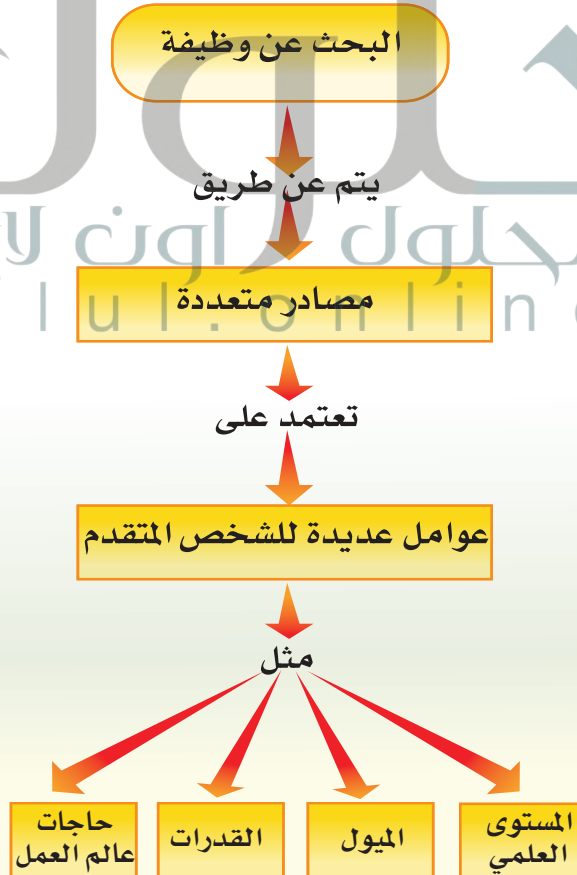 البحث عن وظيفة
يتم عن طريق
مصادر متعددة
تعتمد على
عوامل عديدة للشخص المتقدم
مثل
المستوى
العلمي
الميول
القدرات
حاجات
عالم العمل